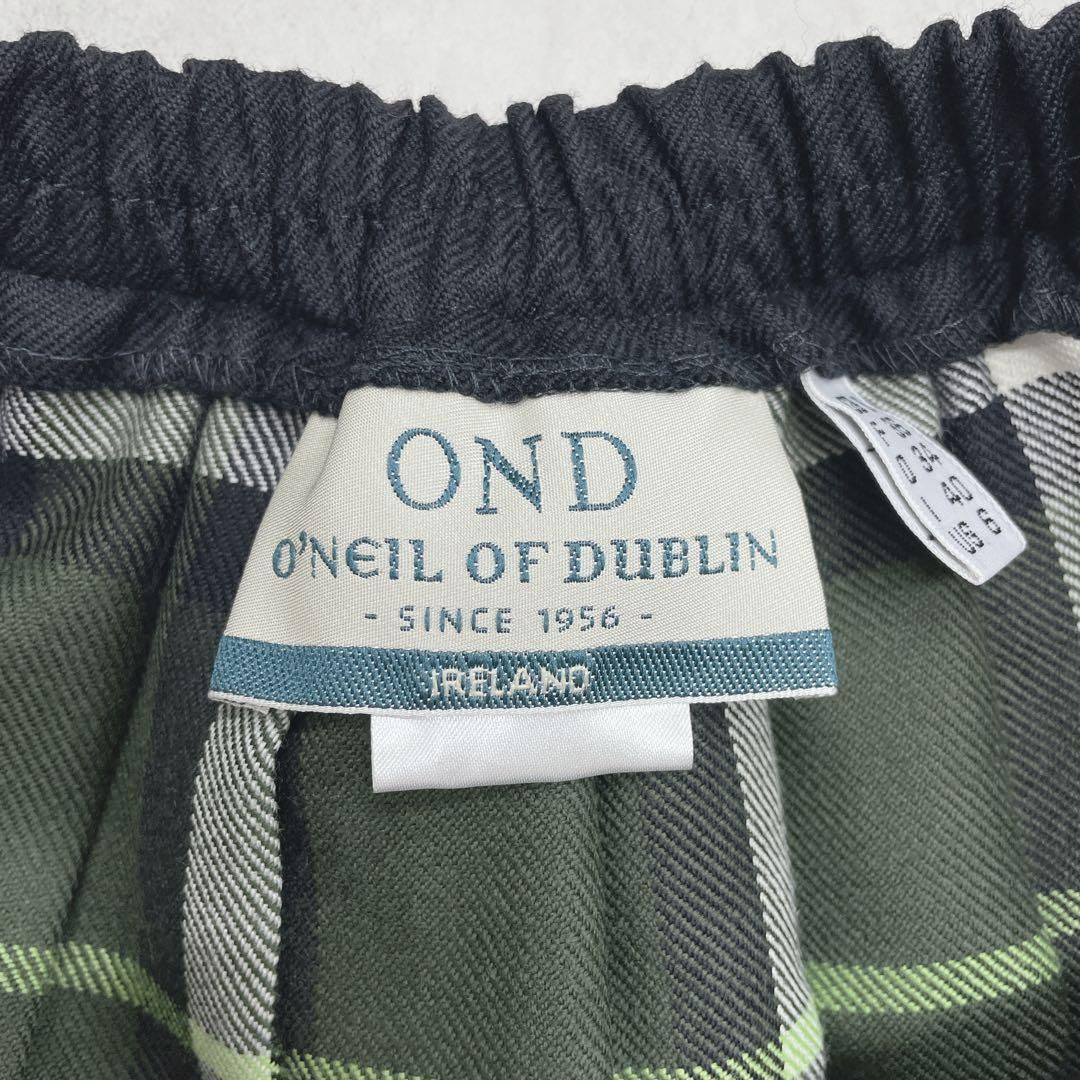 OND
O'NEIL OF DUBLIN
- SINCE 1956 -
IRELAND